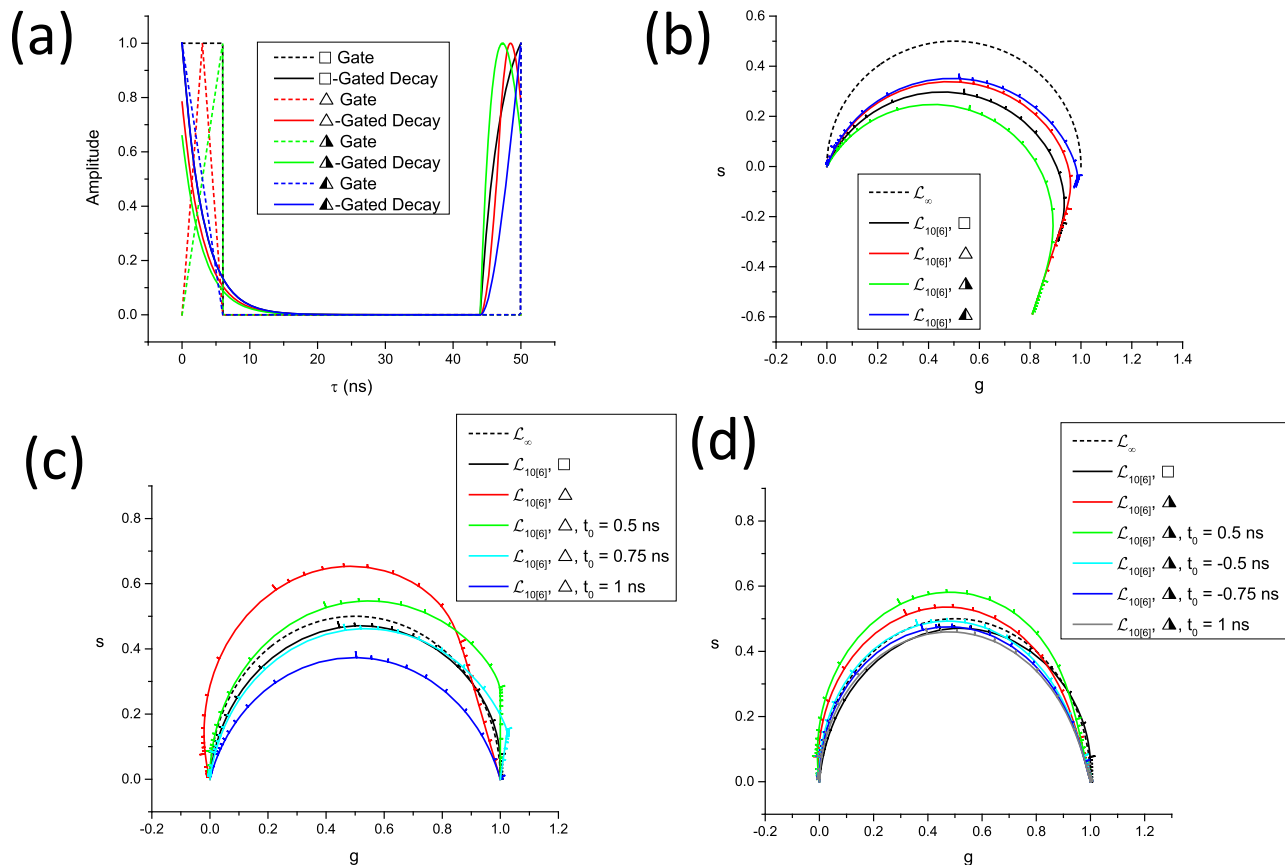 (a)
Amplitude
1.0
0.8
0.6
0.4
0.2
0.0
0
10
20
30
40
50
τ (ns)
□ Gate
□-Gated Decay
△ Gate
△-Gated Decay
◮ Gate
◮-Gated Decay
◭ Gate
◭-Gated Decay
(b)
s
0.6
0.4
0.2
0.0
-0.2
-0.4
-0.6
-0.2
0.0
0.2
0.4
0.6
0.8
1.0
1.2
1.4
g
ℒ∞
ℒ10[6], □
ℒ10[6], △
ℒ10[6], ◮
ℒ10[6], ◭
(c)
s
0.8
0.6
0.4
0.2
0.0
-0.2
0.0
0.2
0.4
0.6
0.8
1.0
1.2
g
ℒ∞
ℒ10[6], □
ℒ10[6], △
ℒ10[6], △, t0 = 0.5 ns
ℒ10[6], △, t0 = 0.75 ns
ℒ10[6], △, t0 = 1 ns
(d)
s
0.8
0.6
0.4
0.2
0.0
-0.2
0.0
0.2
0.4
0.6
0.8
1.0
1.2
g
ℒ∞
ℒ10[6], □
ℒ10[6], ◮
ℒ10[6], ◮, t0 = 0.5 ns
ℒ10[6], ◮, t0 = -0.5 ns
ℒ10[6], ◮, t0 = -0.75 ns
ℒ10[6], ◮, t0 = 1 ns